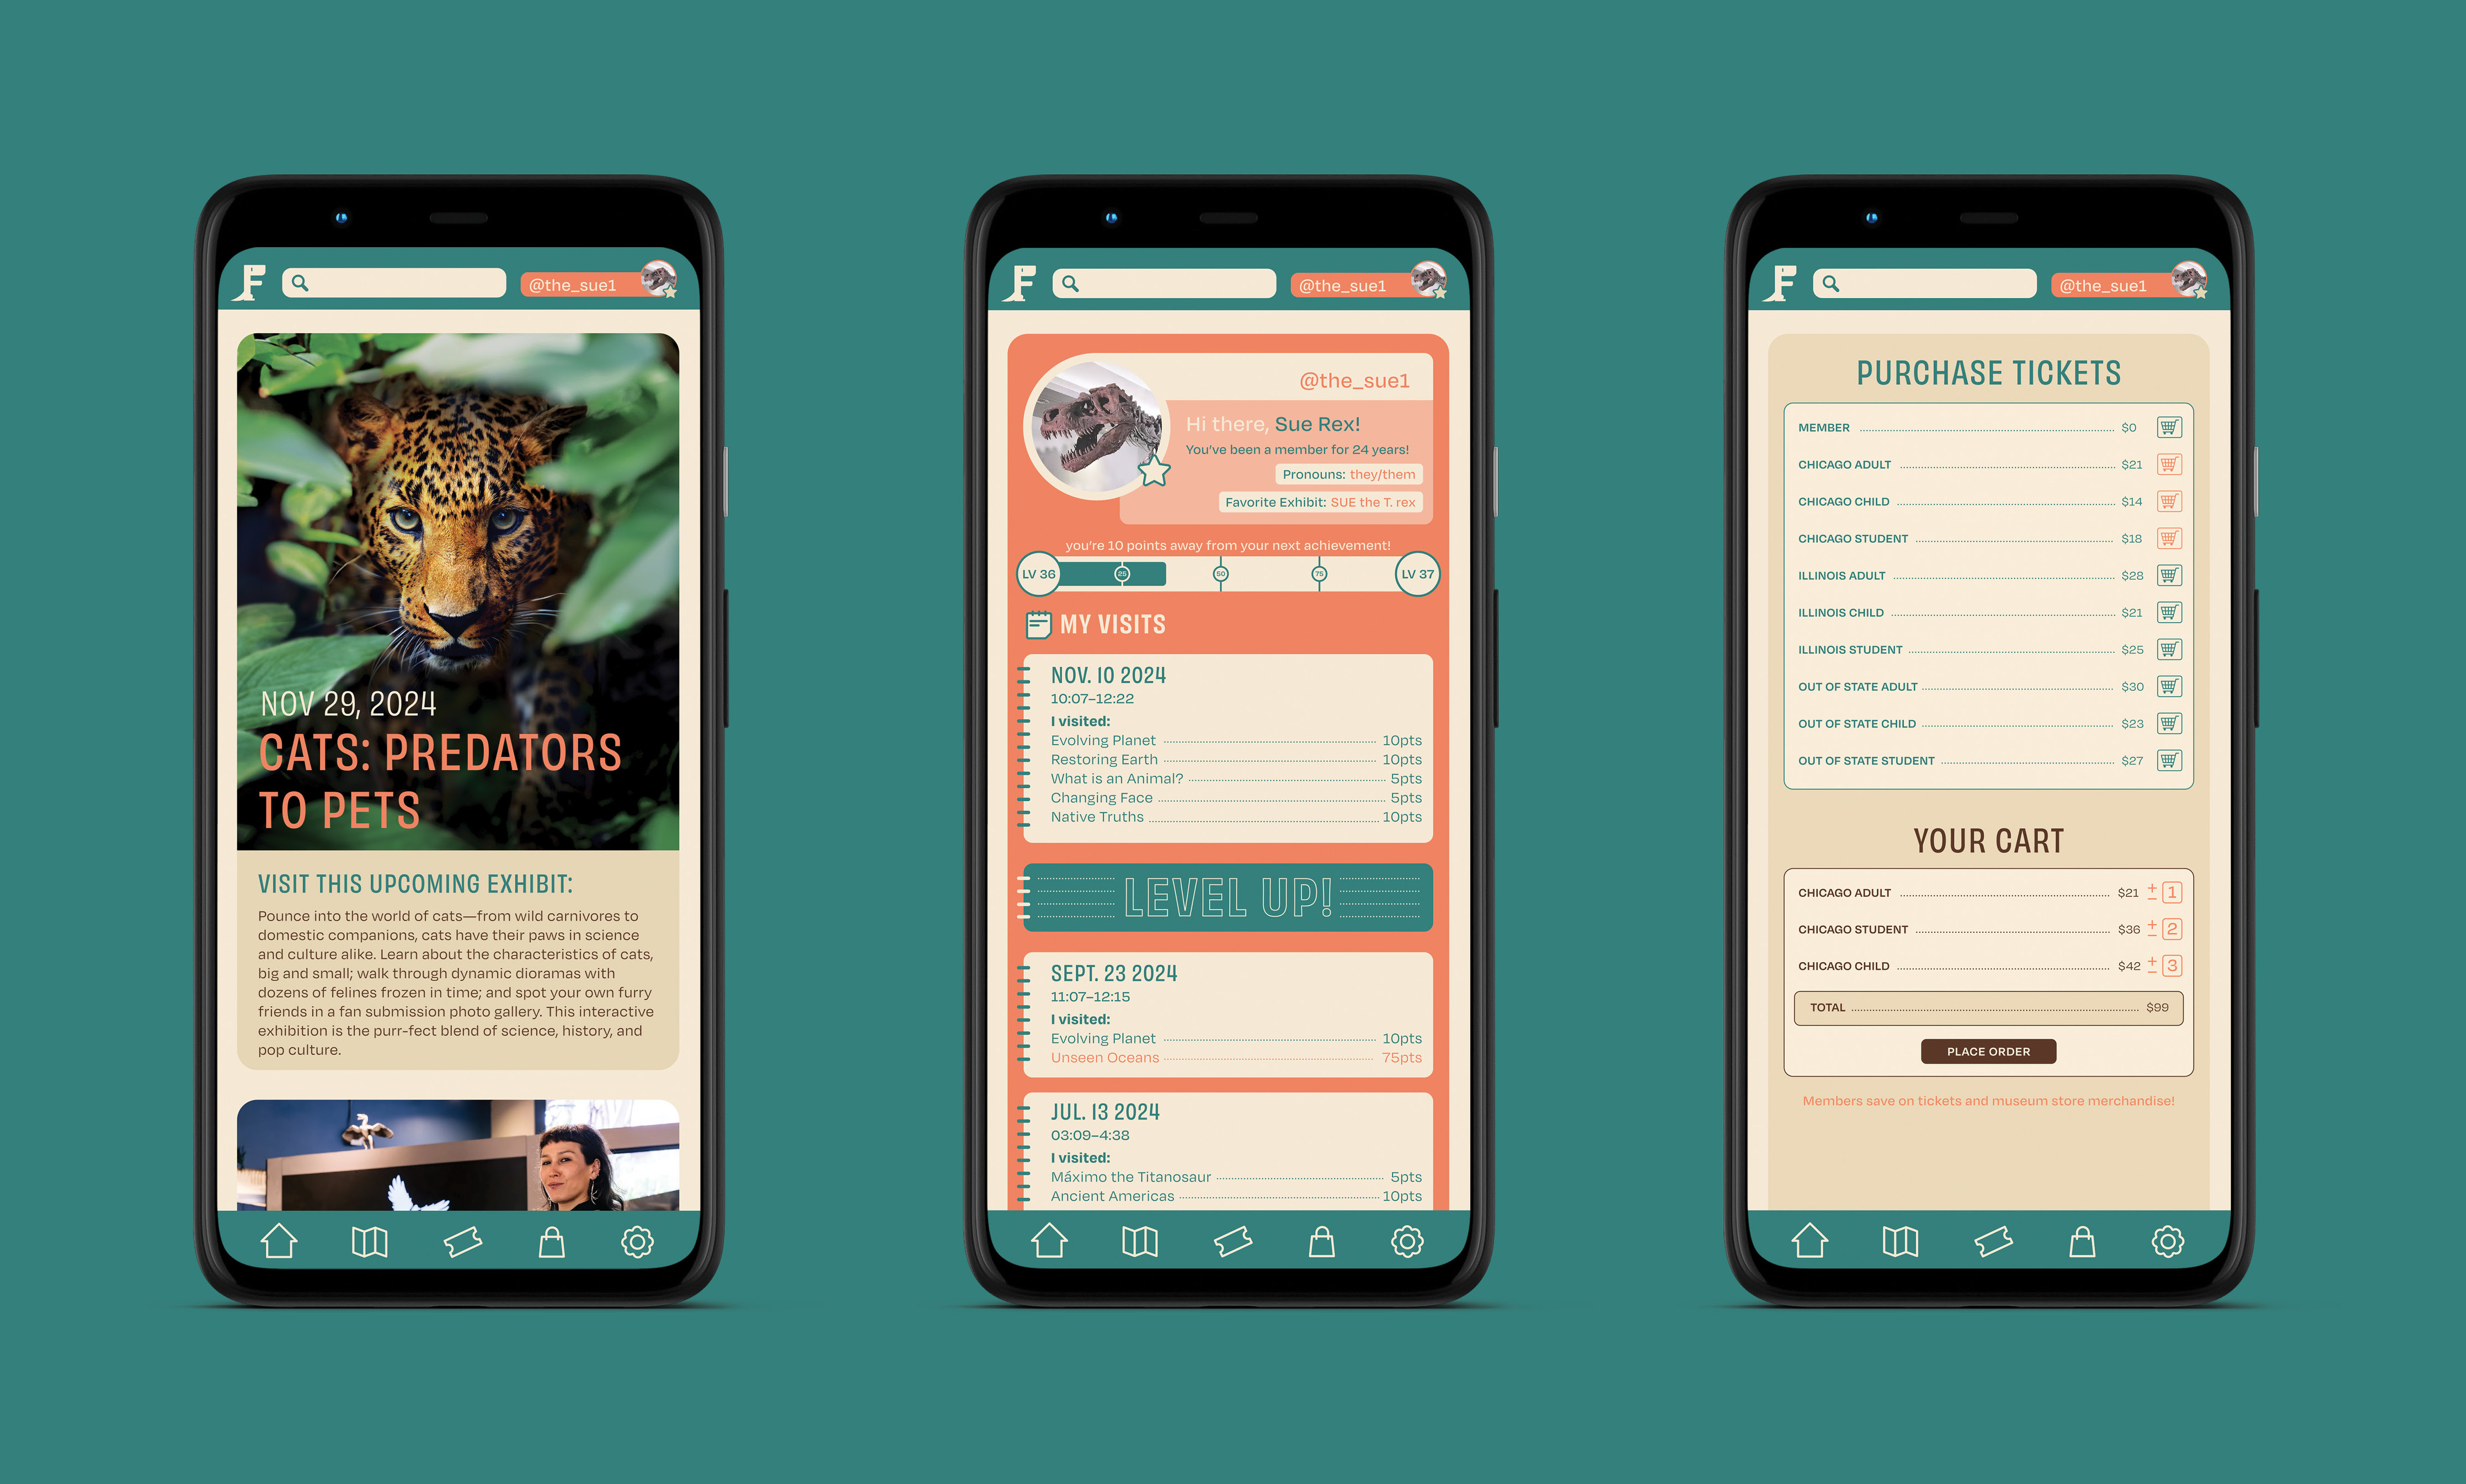 F
@the_sue1
NOV 29, 2024
CATS: PREDATORS
TO PETS
VISIT THIS UPCOMING EXHIBIT:
Pounce into the world of cats—from wild carnivores to
domestic companions, cats have their paws in science
and culture alike. Learn about the characteristics of cats,
big and small; walk through dynamic dioramas with
dozens of felines frozen in time; and spot your own furry
friends in a fan submission photo gallery. This interactive
exhibition is the purr-fect blend of science, history, and
pop culture.
F
@the_sue1
@the_sue1
Hi there, Sue Rex!
You've been a member for 24 years!
Pronouns: they/them
Favorite Exhibit: SUE the T. rex
you're 10 points away from your next achievement!
LV 36 25 50 75 LV 37
MY VISITS
NOV. 10 2024
10:07–12:22
I visited:
Evolving Planet 10pts
Restoring Earth 10pts
What is an Animal? 5pts
Changing Face 5pts
Native Truths 10pts
LEVEL UP!
SEPT. 23 2024
11:07–12:15
I visited:
Evolving Planet 10pts
Unseen Oceans 75pts
JUL. 13 2024
03:09–4:38
I visited:
Máximo the Titanosaur 5pts
Ancient Americas 10pts
F
@the_sue1
PURCHASE TICKETS
MEMBER $0
CHICAGO ADULT $21
CHICAGO CHILD $14
CHICAGO STUDENT $18
ILLINOIS ADULT $28
ILLINOIS CHILD $21
ILLINOIS STUDENT $25
OUT OF STATE ADULT $30
OUT OF STATE CHILD $23
OUT OF STATE STUDENT $27
YOUR CART
CHICAGO ADULT $21 + − 1
CHICAGO STUDENT $36 + − 2
CHICAGO CHILD $42 + − 3
TOTAL $99
PLACE ORDER
Members save on tickets and museum store merchandise!